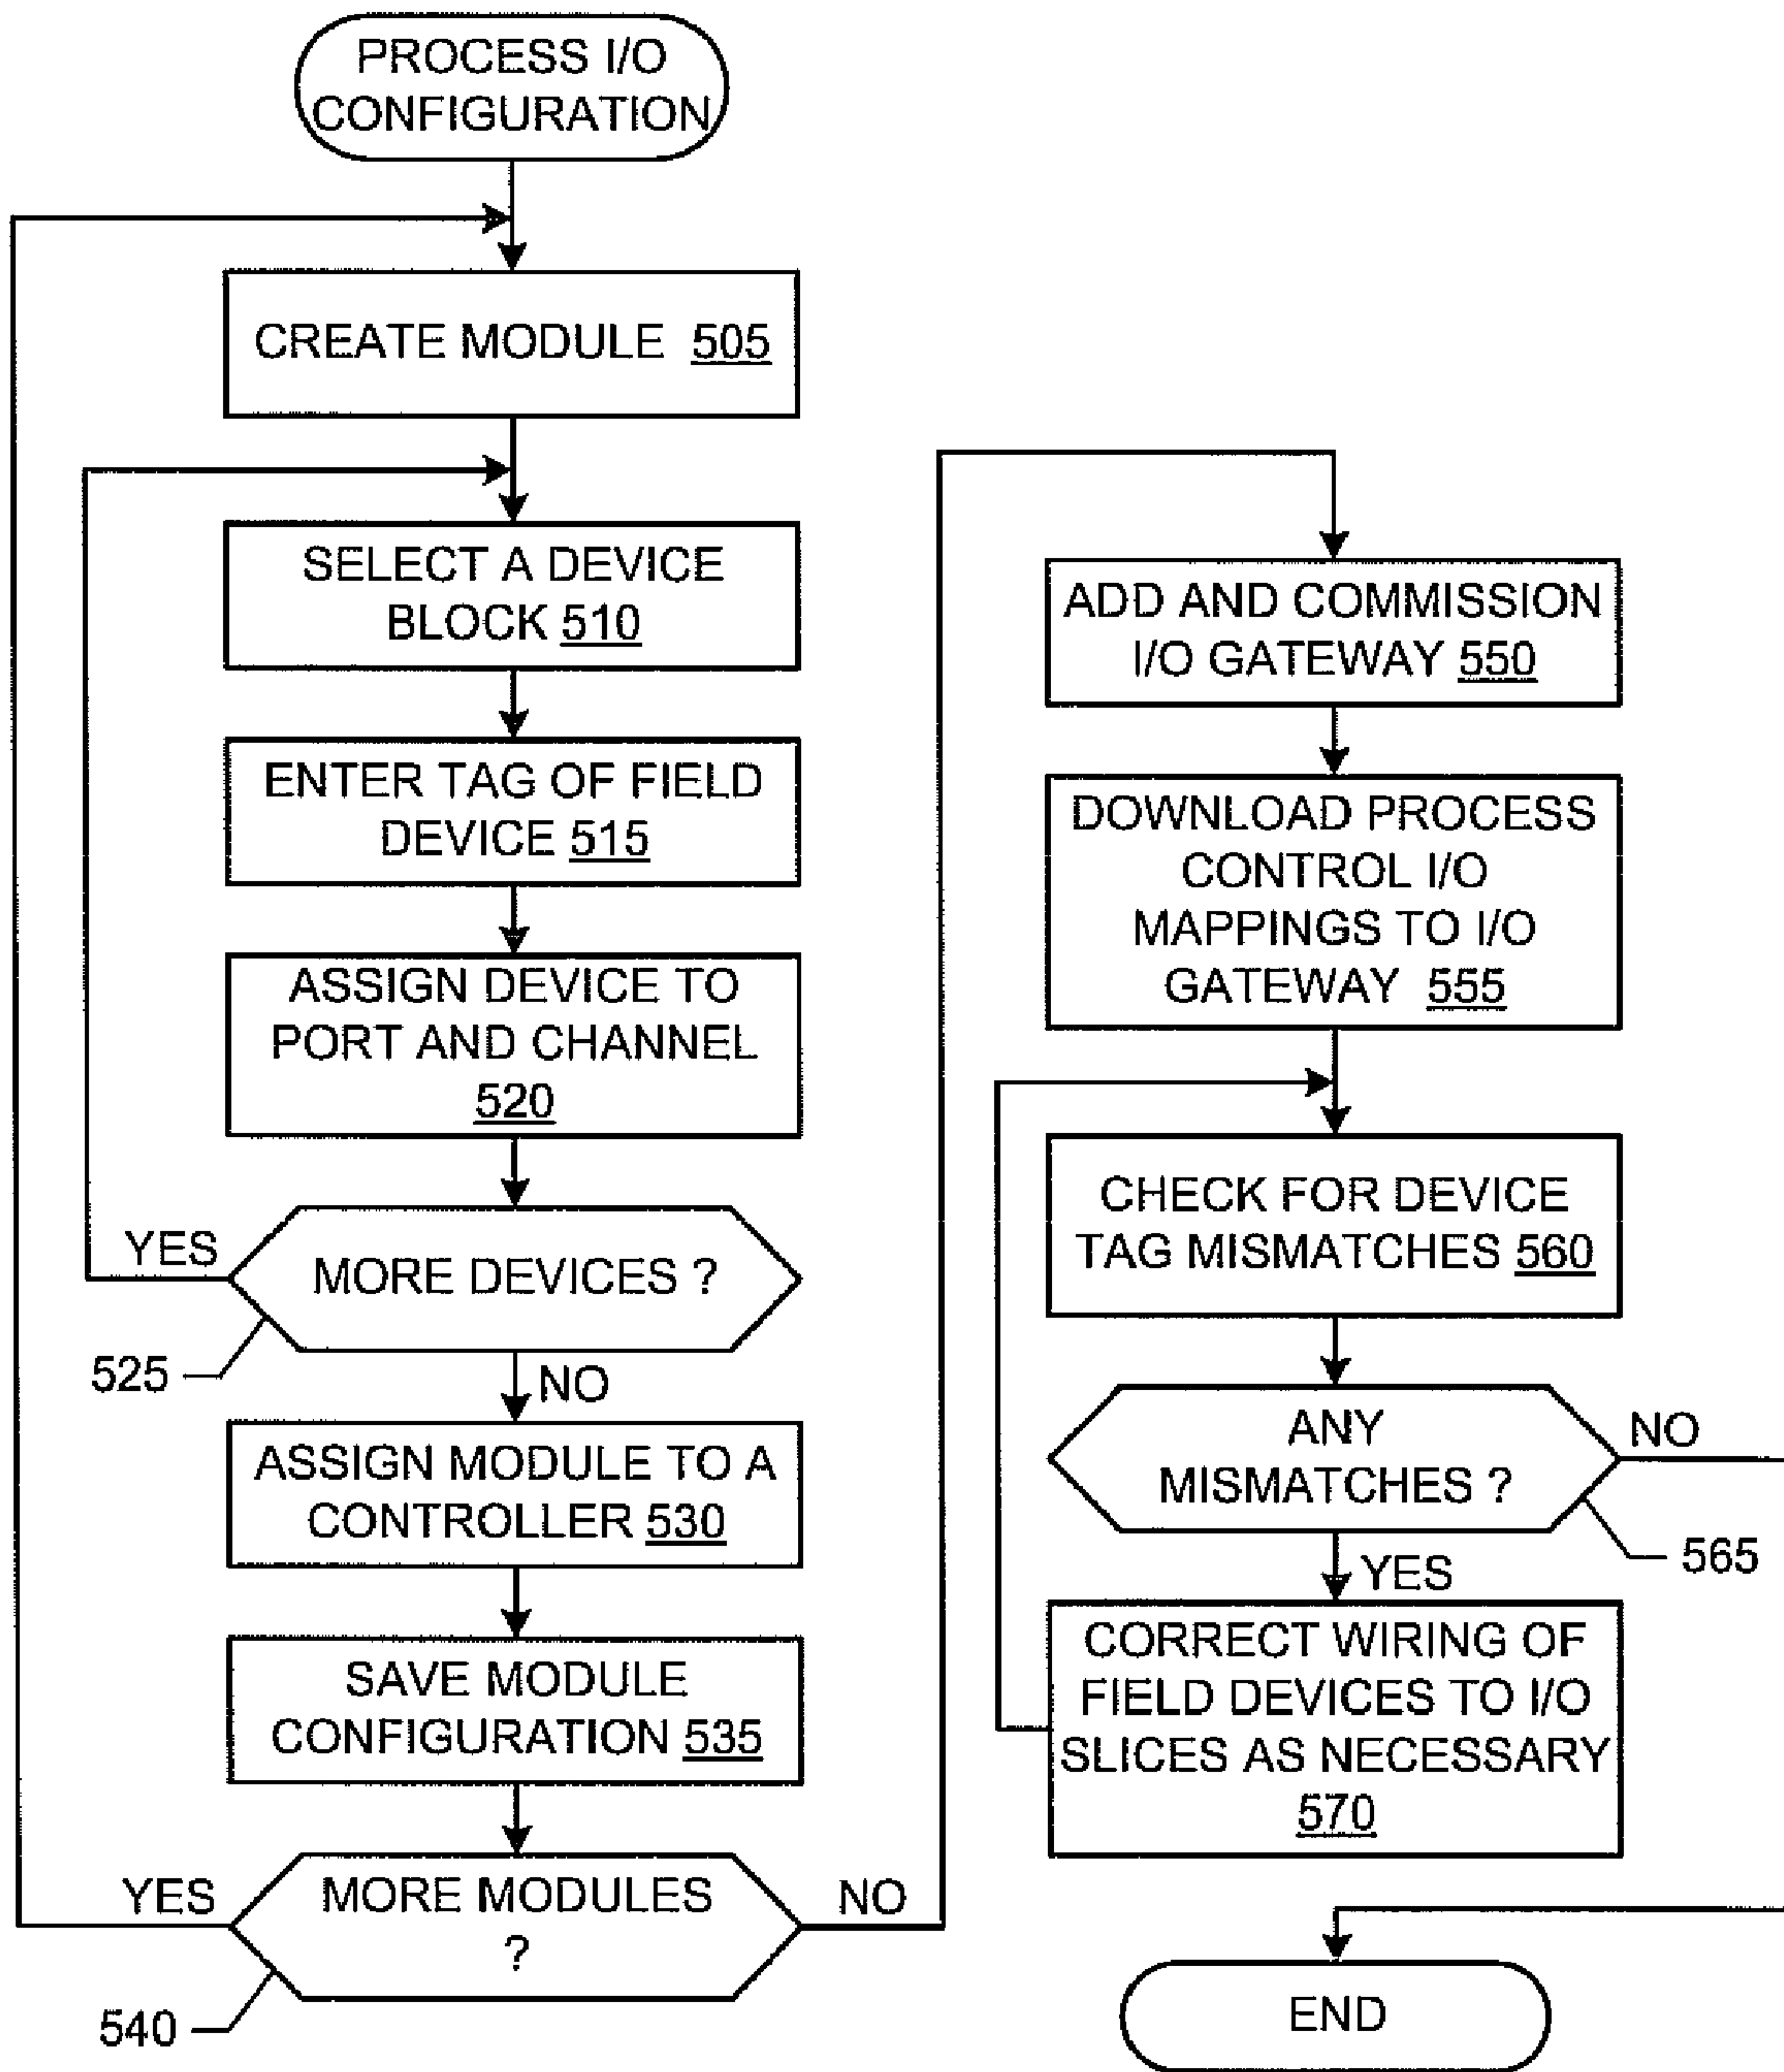 PROCESS I/O
CONFIGURATION
CREATE MODULE 505
SELECT A DEVICE
BLOCK 510
ENTER TAG OF FIELD
DEVICE 515
ASSIGN DEVICE TO
PORT AND CHANNEL
520
YES
MORE DEVICES ?
525
NO
ASSIGN MODULE TO A
CONTROLLER 530
SAVE MODULE
CONFIGURATION 535
YES
MORE MODULES
?
NO
540
ADD AND COMMISSION
I/O GATEWAY 550
DOWNLOAD PROCESS
CONTROL I/O
MAPPINGS TO I/O
GATEWAY 555
CHECK FOR DEVICE
TAG MISMATCHES 560
ANY
MISMATCHES ?
NO
565
YES
CORRECT WIRING OF
FIELD DEVICES TO I/O
SLICES AS NECESSARY
570
END